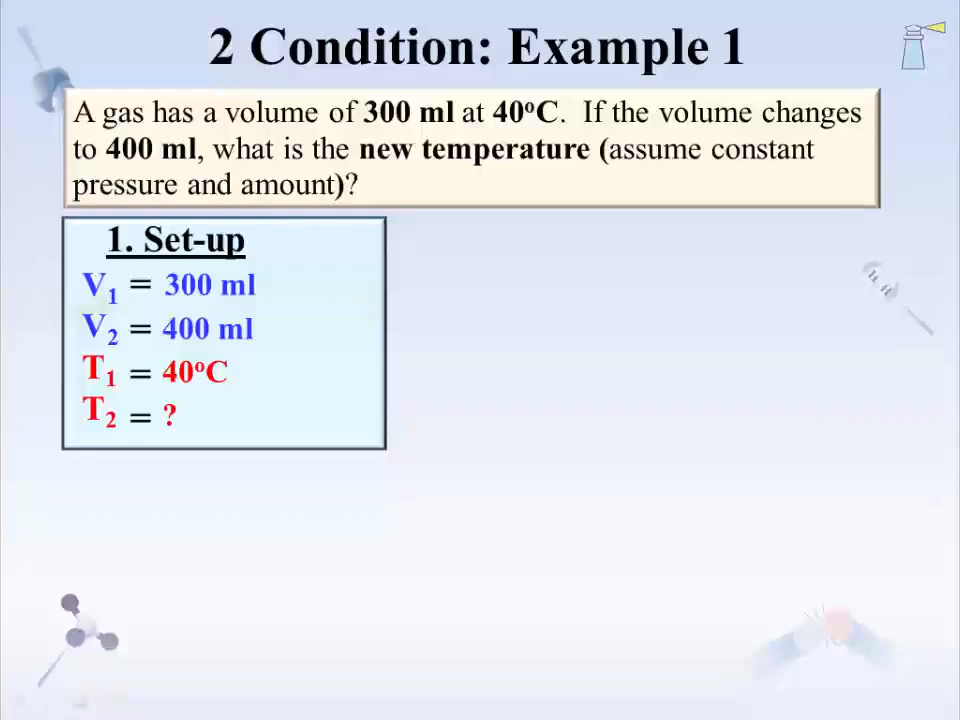 2 Condition: Example 1
A gas has a volume of 300 ml at 40°C. If the volume changes
to 400 ml, what is the new temperature (assume constant
pressure and amount)?
1. Set-up
V₁ = 300 ml
V₂ = 400 ml
T₁ = 40°C
T₂ = ?